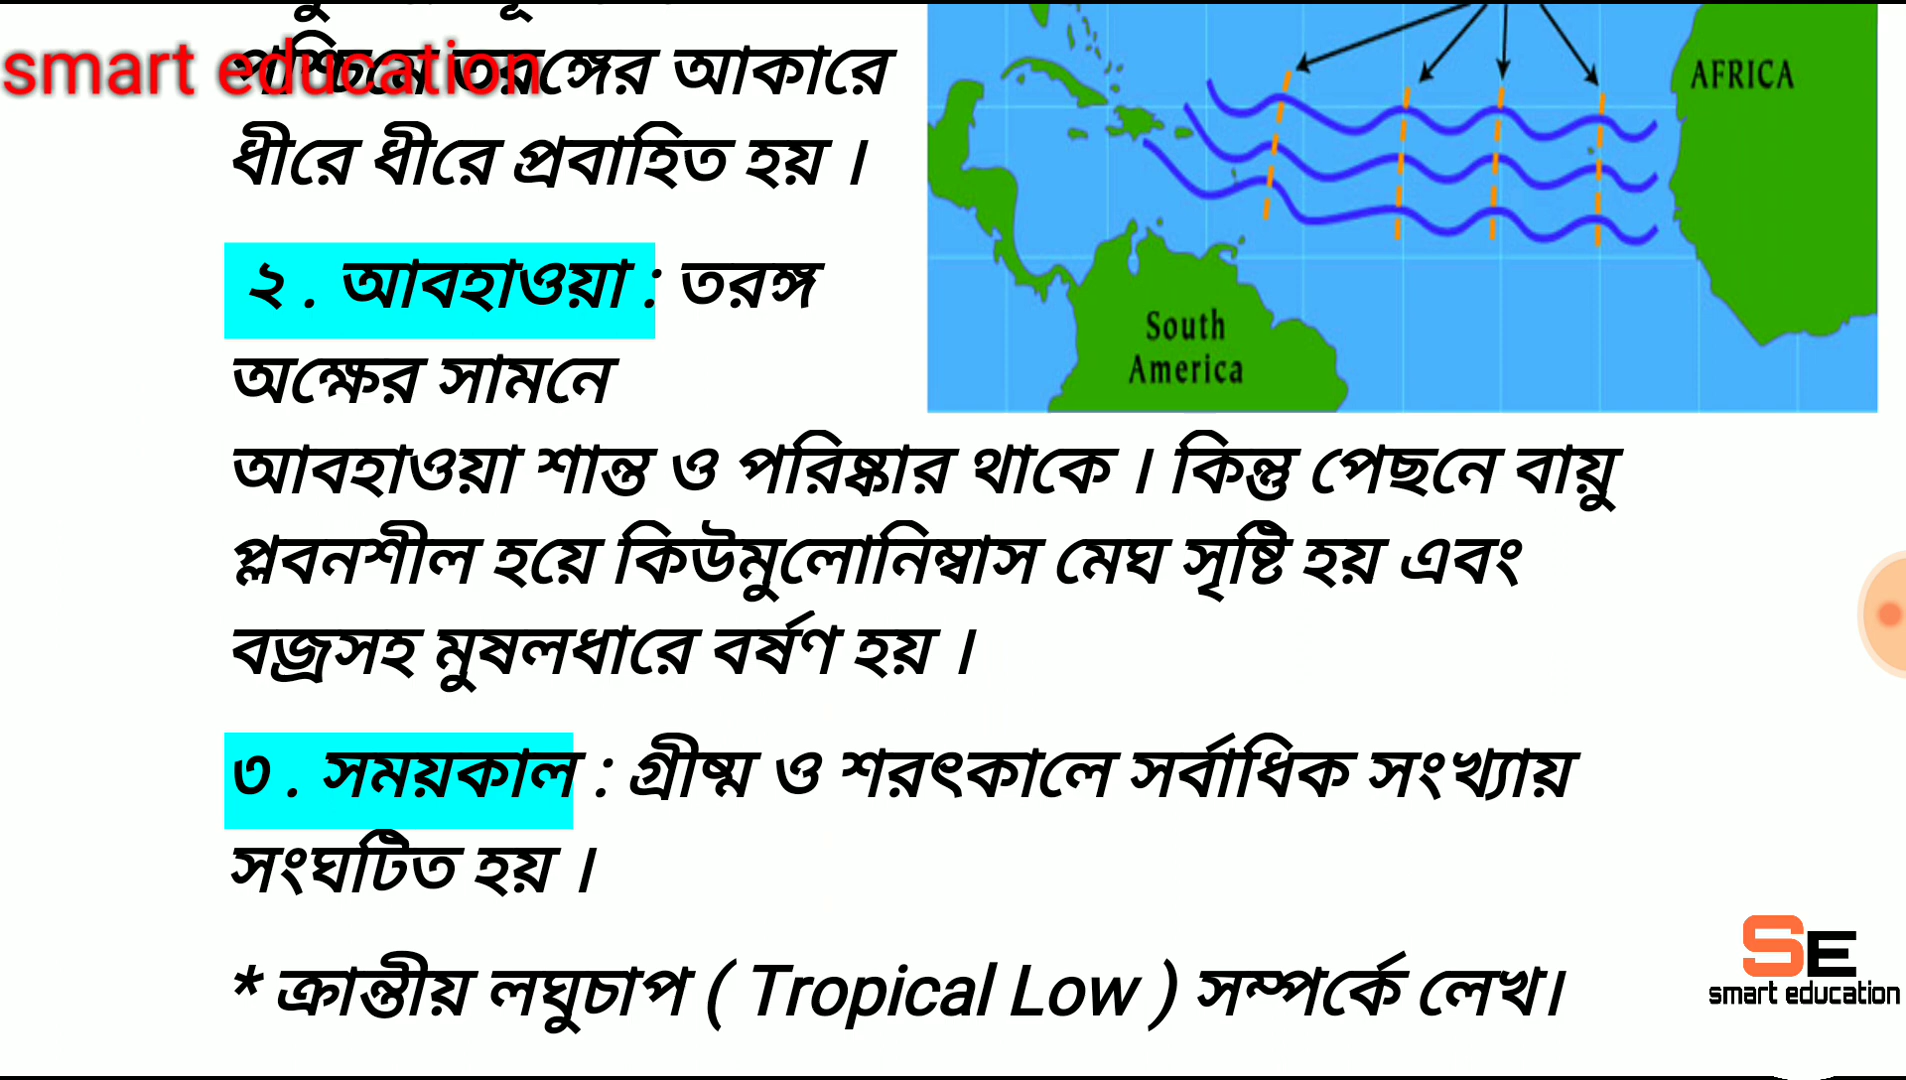 smart education
পশ্চিমে তরঙ্গের আকারে
ধীরে ধীরে প্রবাহিত হয় ।
২ . আবহাওয়া : তরঙ্গ
অক্ষের সামনে
আবহাওয়া শান্ত ও পরিষ্কার থাকে । কিন্তু পেছনে বায়ু
প্লবনশীল হয়ে কিউমুলোনিম্বাস মেঘ সৃষ্টি হয় এবং
বজ্রসহ মুষলধারে বর্ষণ হয় ।
৩ . সময়কাল : গ্রীষ্ম ও শরৎকালে সর্বাধিক সংখ্যায়
সংঘটিত হয় ।
* ক্রান্তীয় লঘুচাপ ( Tropical Low ) সম্পর্কে লেখ।
AFRICA
South
America
SE
smart education